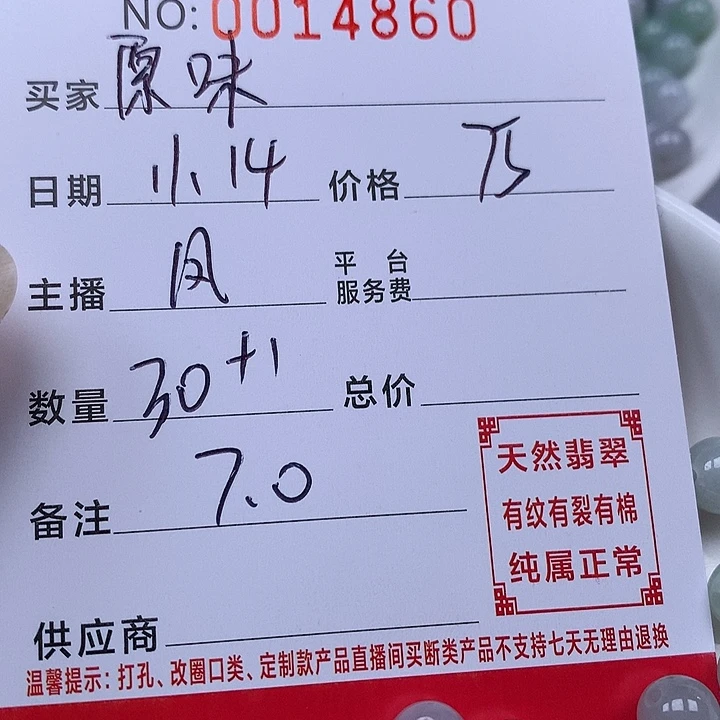 NO: 0014860
买家 原味
日期 11.14 价格 75
主播 凤 平台服务费
数量 30+1 总价
备注 7.0
天然翡翠
有纹有裂有棉
纯属正常
供应商
温馨提示: 打孔、改圈口类、定制款产品直播间买断类产品不支持七天无理由退换